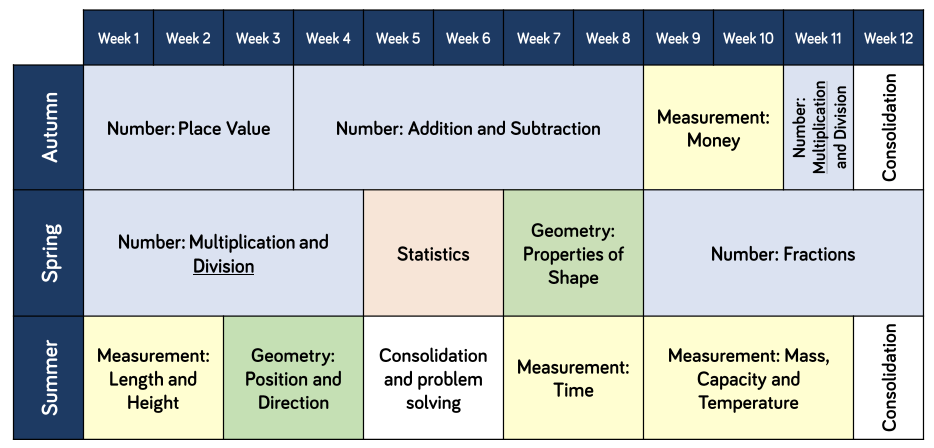 Week 1 Week 2 Week 3 Week 4 Week 5 Week 6 Week 7 Week 8 Week 9 Week 10 Week 11 Week 12
Autumn
Number: Place Value
Number: Addition and Subtraction
Measurement:
Money
Number:
Multiplication
and Division
Consolidation
Spring
Number: Multiplication and
Division
Statistics
Geometry:
Properties of
Shape
Number: Fractions
Summer
Measurement:
Length and
Height
Geometry:
Position and
Direction
Consolidation
and problem
solving
Measurement:
Time
Measurement: Mass,
Capacity and
Temperature
Consolidation